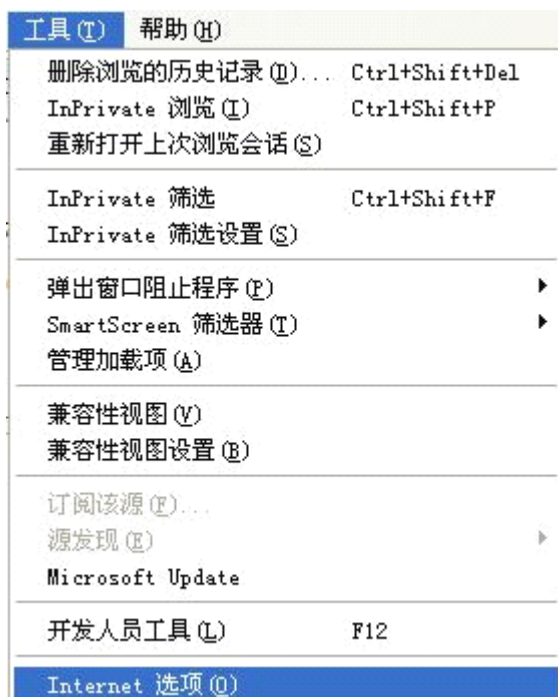 工具(T) 帮助(H)
删除浏览的历史记录(D)... Ctrl+Shift+Del
InPrivate 浏览(I) Ctrl+Shift+P
重新打开上次浏览会话(S)
InPrivate 筛选 Ctrl+Shift+F
InPrivate 筛选设置(S)
弹出窗口阻止程序(P)
SmartScreen 筛选器(T)
管理加载项(A)
兼容性视图(V)
兼容性视图设置(B)
订阅该源(F)...
源发现(E)
Microsoft Update
开发人员工具(L) F12
Internet 选项(O)